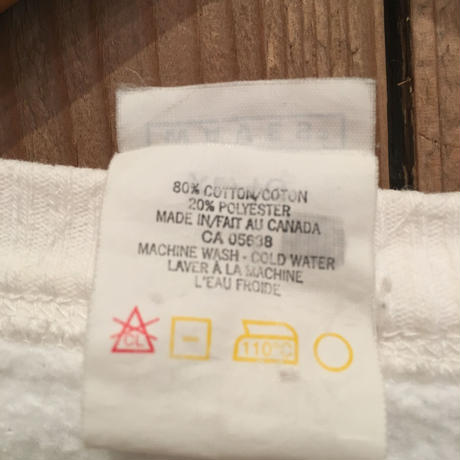 80% COTTON/COTON
20% POLYESTER
MADE IN/FAIT AU CANADA
CA 05638
MACHINE WASH - COLD WATER
LAVER À LA MACHINE
L'EAU FROIDE
CL
110°C